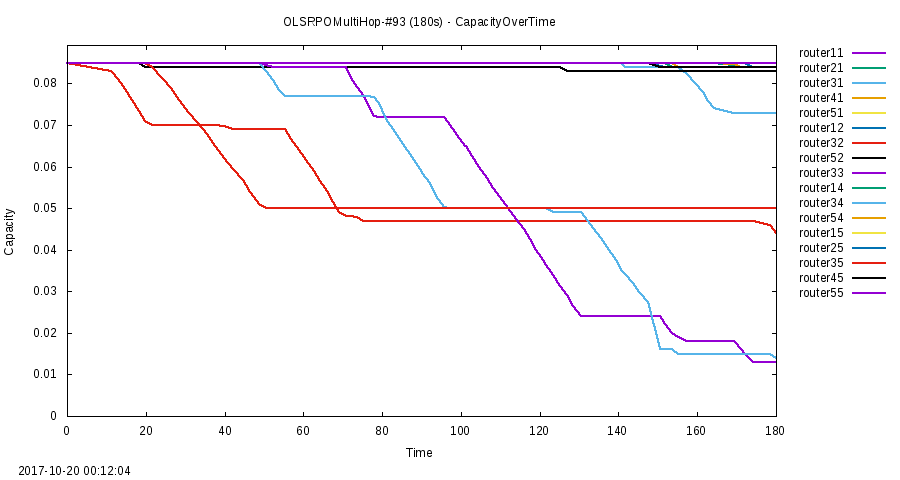 OLSRPPOMultiHop-#93 (180s) - CapacityOverTime
router11
router21
router31
router41
router51
router12
router32
router52
router33
router14
router34
router54
router15
router25
router35
router45
router55
0.08
0.07
0.06
0.05
0.04
0.03
0.02
0.01
0
Capacity
0 20 40 60 80 100 120 140 160 180
Time
2017-10-20 00:12:04